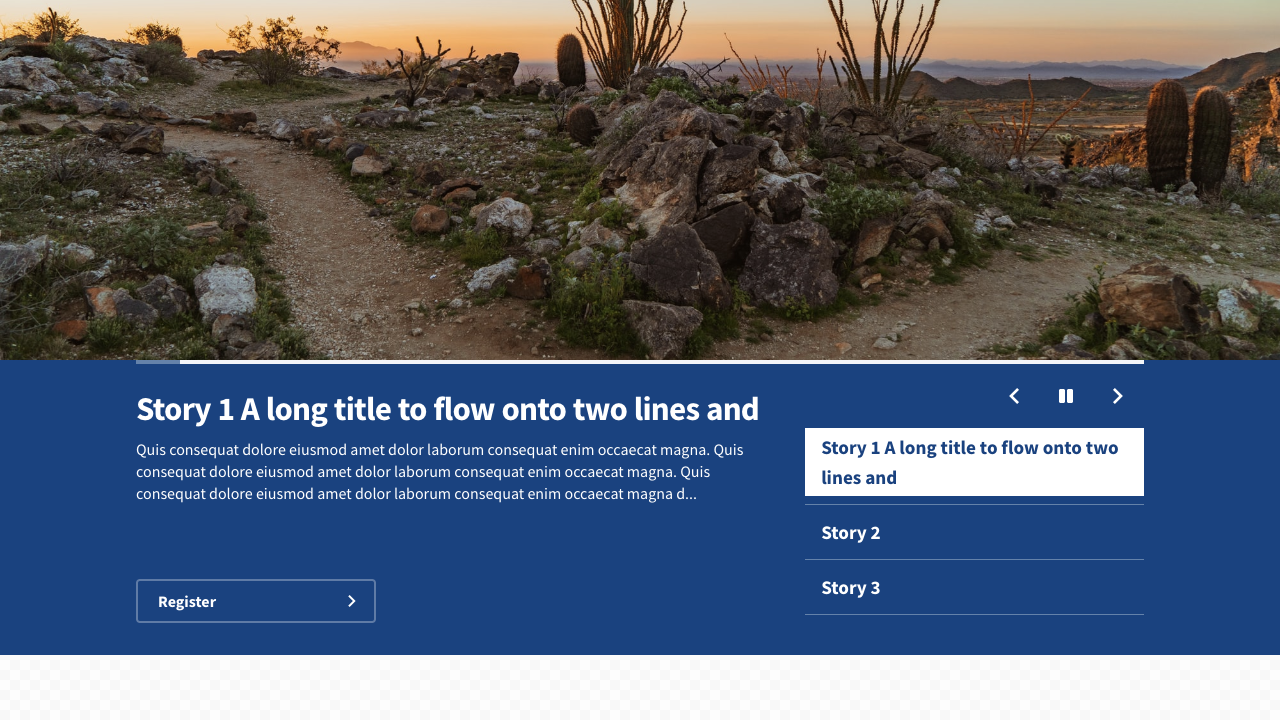 Story 1 A long title to flow onto two lines and
Quis consequat dolore eiusmod amet dolor laborum consequat enim occaecat magna. Quis
consequat dolore eiusmod amet dolor laborum consequat enim occaecat magna. Quis
consequat dolore eiusmod amet dolor laborum consequat enim occaecat magna d...
Register
Story 1 A long title to flow onto two
lines and
Story 2
Story 3